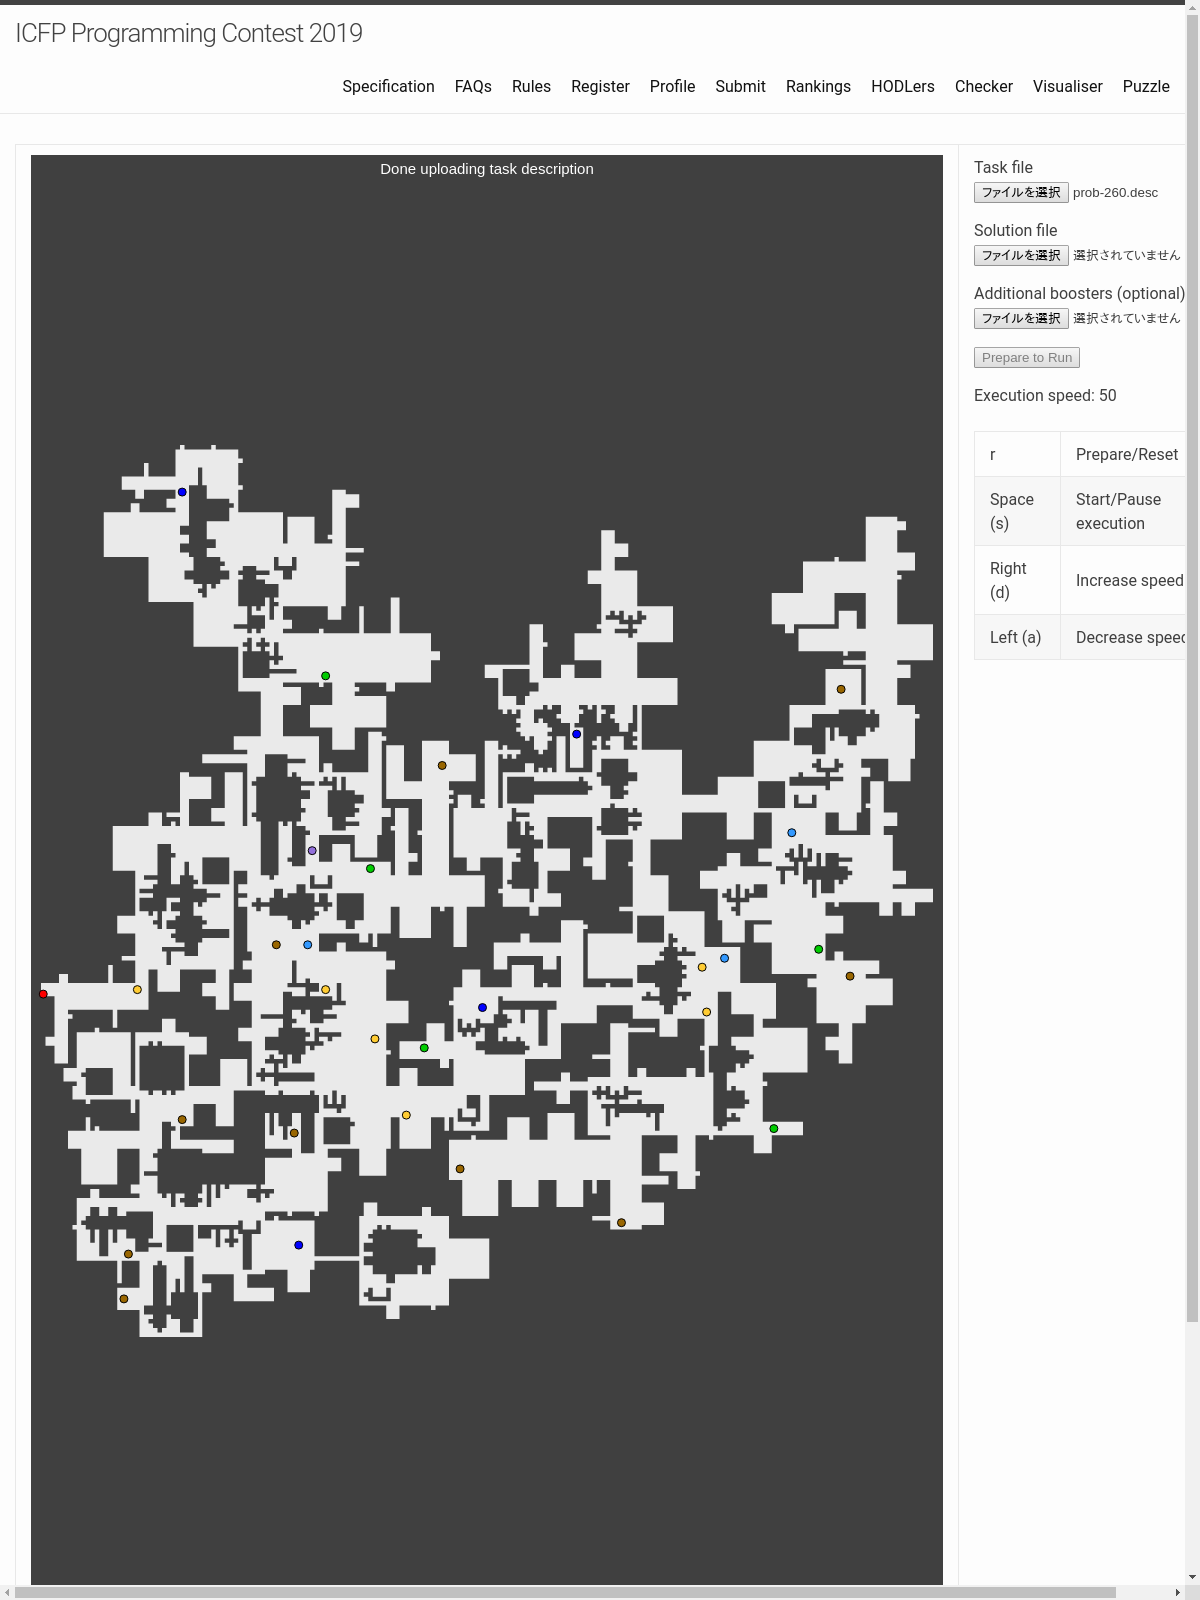 ICFP Programming Contest 2019
Specification FAQs Rules Register Profile Submit Rankings HODLers Checker Visualiser Puzzle
Done uploading task description
Task file
ファイルを選択 prob-260.desc
Solution file
ファイルを選択 選択されていません
Additional boosters (optional)
ファイルを選択 選択されていません
Prepare to Run
Execution speed: 50
r Prepare/Reset
Space (s) Start/Pause execution
Right (d) Increase speed
Left (a) Decrease speed